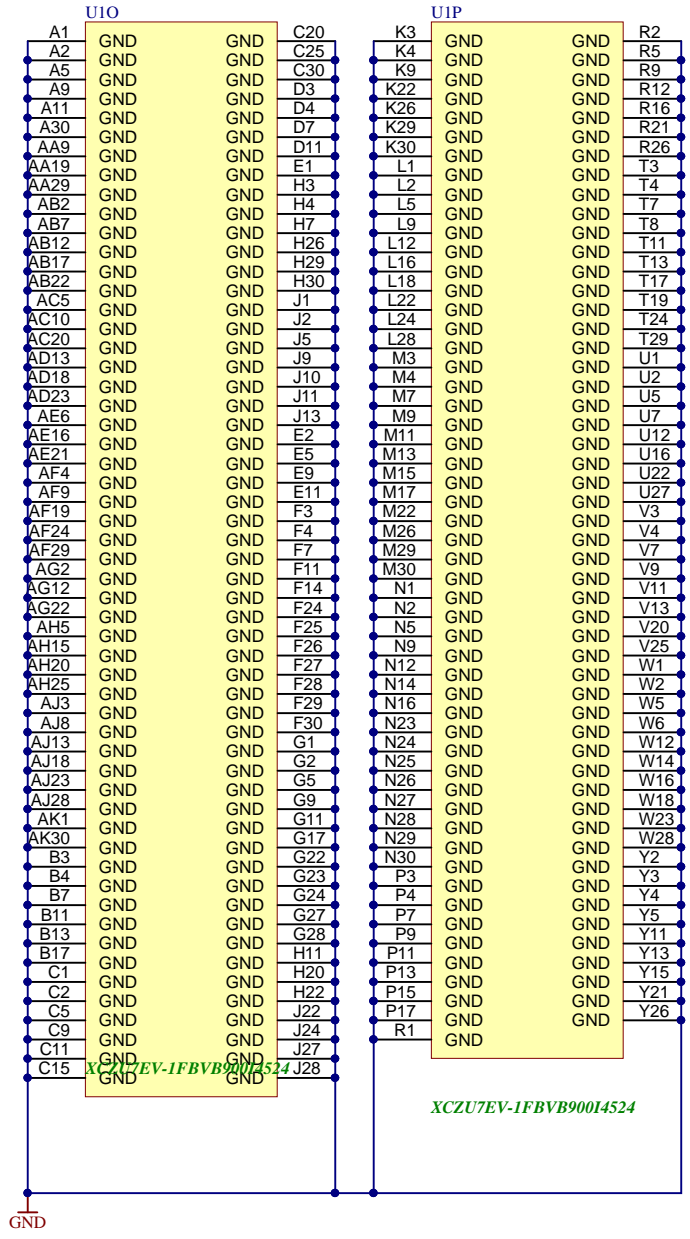 U1O
A1 GND GND C20
A2 GND GND C25
A5 GND GND C30
A9 GND GND D3
A11 GND GND D4
A30 GND GND D7
AA9 GND GND D11
AA19 GND GND E1
AA29 GND GND H3
AB2 GND GND H4
AB7 GND GND H7
AB12 GND GND H26
AB17 GND GND H29
AB22 GND GND H30
AC5 GND GND J1
AC10 GND GND J2
AC20 GND GND J5
AD13 GND GND J9
AD18 GND GND J10
AD23 GND GND J11
AE6 GND GND J13
AE16 GND GND E2
AE21 GND GND E5
AF4 GND GND E9
AF9 GND GND E11
AF19 GND GND F3
AF24 GND GND F4
AF29 GND GND F7
AG2 GND GND F11
AG12 GND GND F14
AG22 GND GND F24
AH5 GND GND F25
AH15 GND GND F26
AH20 GND GND F27
AH25 GND GND F28
AJ3 GND GND F29
AJ8 GND GND F30
AJ13 GND GND G1
AJ18 GND GND G2
AJ23 GND GND G5
AJ28 GND GND G9
AK1 GND GND G11
AK30 GND GND G17
B3 GND GND G22
B4 GND GND G23
B7 GND GND G24
B11 GND GND G27
B13 GND GND G28
B17 GND GND H11
C1 GND GND H20
C2 GND GND H22
C5 GND GND J22
C9 GND GND J24
C11 GND GND J27
C15 GND GND J28
XCZU7EV-1FBVB900I4524
U1P
K3 GND GND R2
K4 GND GND R5
K9 GND GND R9
K22 GND GND R12
K26 GND GND R16
K29 GND GND R21
K30 GND GND R26
L1 GND GND T3
L2 GND GND T4
L5 GND GND T7
L9 GND GND T8
L12 GND GND T11
L16 GND GND T13
L18 GND GND T17
L22 GND GND T19
L24 GND GND T24
L28 GND GND T29
M3 GND GND U1
M4 GND GND U2
M7 GND GND U5
M9 GND GND U7
M11 GND GND U12
M13 GND GND U16
M15 GND GND U22
M17 GND GND U27
M22 GND GND V3
M26 GND GND V4
M29 GND GND V7
M30 GND GND V9
N1 GND GND V11
N2 GND GND V13
N5 GND GND V20
N9 GND GND V25
N12 GND GND W1
N14 GND GND W2
N16 GND GND W5
N23 GND GND W6
N24 GND GND W12
N25 GND GND W14
N26 GND GND W16
N27 GND GND W18
N28 GND GND W23
N29 GND GND W28
N30 GND GND Y2
P3 GND GND Y3
P4 GND GND Y4
P7 GND GND Y5
P9 GND GND Y11
P11 GND GND Y13
P13 GND GND Y15
P15 GND GND Y21
P17 GND GND Y26
R1 GND
XCZU7EV-1FBVB900I4524
GND